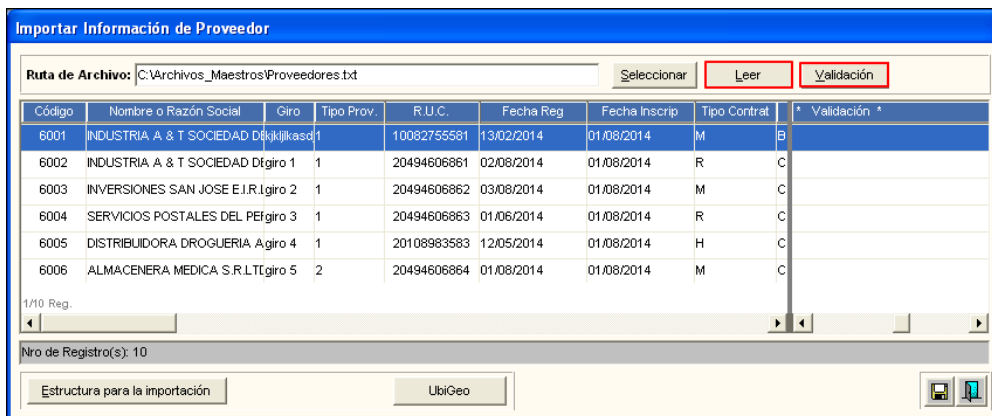 Importar Información de Proveedor
Ruta de Archivo: C:\Archivos_Maestros\Proveedores.txt Seleccionar Leer Validación
Código Nombre o Razón Social Giro Tipo Prov. R.U.C. Fecha Reg Fecha Inscrip Tipo Contrat * Validación *
6001 INDUSTRIA A & T SOCIEDAD DE 1 10082755581 13/02/2014 01/08/2014 M B
6002 INDUSTRIA A & T SOCIEDAD DE giro 1 1 20494606861 02/08/2014 01/08/2014 R C
6003 INVERSIONES SAN JOSE E.I.R.L giro 2 1 20494606862 03/08/2014 01/08/2014 M C
6004 SERVICIOS POSTALES DEL PER giro 3 1 20494606863 01/06/2014 01/08/2014 R C
6005 DISTRIBUIDORA DROGUERIA A giro 4 1 20108983583 12/05/2014 01/08/2014 H C
6006 ALMACENERA MEDICA S.R.LTD giro 5 2 20494606864 01/08/2014 01/08/2014 M C
1/10 Reg.
Nro de Registro(s): 10
Estructura para la importación UbiGeo